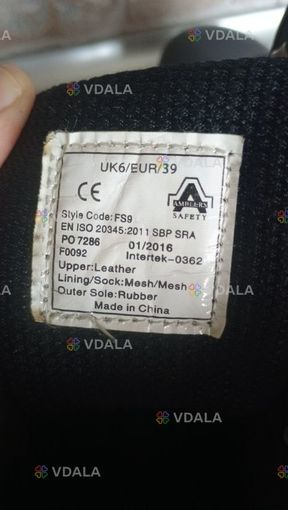 VDALA
VDALA
UK6/EUR/39
CE
AMBLERS
SAFETY
Style Code: FS9
EN ISO 20345:2011 SBP SRA
PO 7286 01/2016
F0092 Intertek-0362
Upper:Leather
Lining/Sock:Mesh/Mesh
Outer Sole:Rubber
Made in China
VDALA
VDALA
VDALA
VDALA
VDALA
VDALA